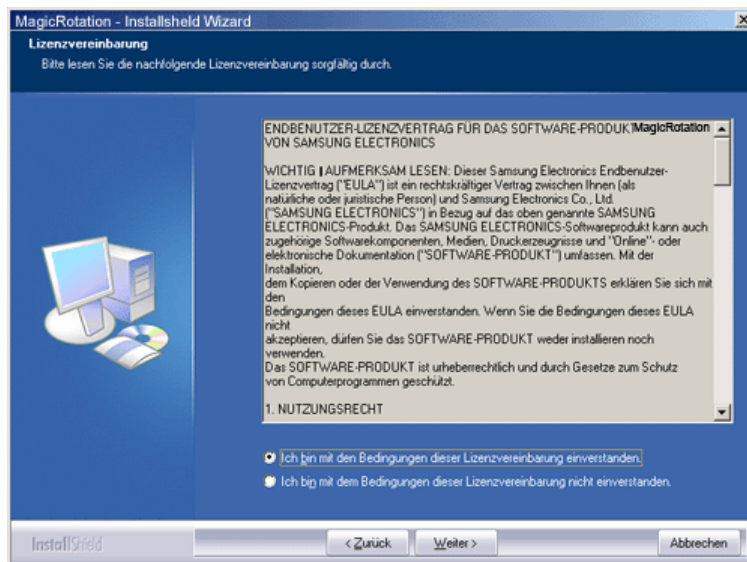 MagicRotation - Installsheld Wizard
Lizenzvereinbarung
Bitte lesen Sie die nachfolgende Lizenzvereinbarung sorgfältig durch.
ENDBENUTZER-LIZENZVERTRAG FÜR DAS SOFTWARE-PRODUKT MagicRotation
VON SAMSUNG ELECTRONICS
WICHTIG | AUFMERKSAM LESEN: Dieser Samsung Electronics Endbenutzer-
Lizenzvertrag ("EULA") ist ein rechtskräftiger Vertrag zwischen Ihnen (als
natürliche oder juristische Person) und Samsung Electronics Co., Ltd.
("SAMSUNG ELECTRONICS") in Bezug auf das oben genannte SAMSUNG
ELECTRONICS-Produkt. Das SAMSUNG ELECTRONICS-Softwareprodukt kann auch
zugehörige Softwarekomponenten, Medien, Druckerzeugnisse und "Online"- oder
elektronische Dokumentation ("SOFTWARE-PRODUKT") umfassen. Mit der
Installation,
dem Kopieren oder der Verwendung des SOFTWARE-PRODUKTS erklären Sie sich mit
den
Bedingungen dieses EULA einverstanden. Wenn Sie die Bedingungen dieses EULA
nicht
akzeptieren, dürfen Sie das SOFTWARE-PRODUKT weder installieren noch
verwenden.
Das SOFTWARE-PRODUKT ist urheberrechtlich und durch Gesetze zum Schutz
von Computerprogrammen geschützt.
1. NUTZUNGSRECHT
Ich bin mit den Bedingungen dieser Lizenzvereinbarung einverstanden.
Ich bin mit dem Bedingungen dieser Lizenzvereinbarung nicht einverstanden.
InstallShield
< Zurück
Weiter >
Abbrechen